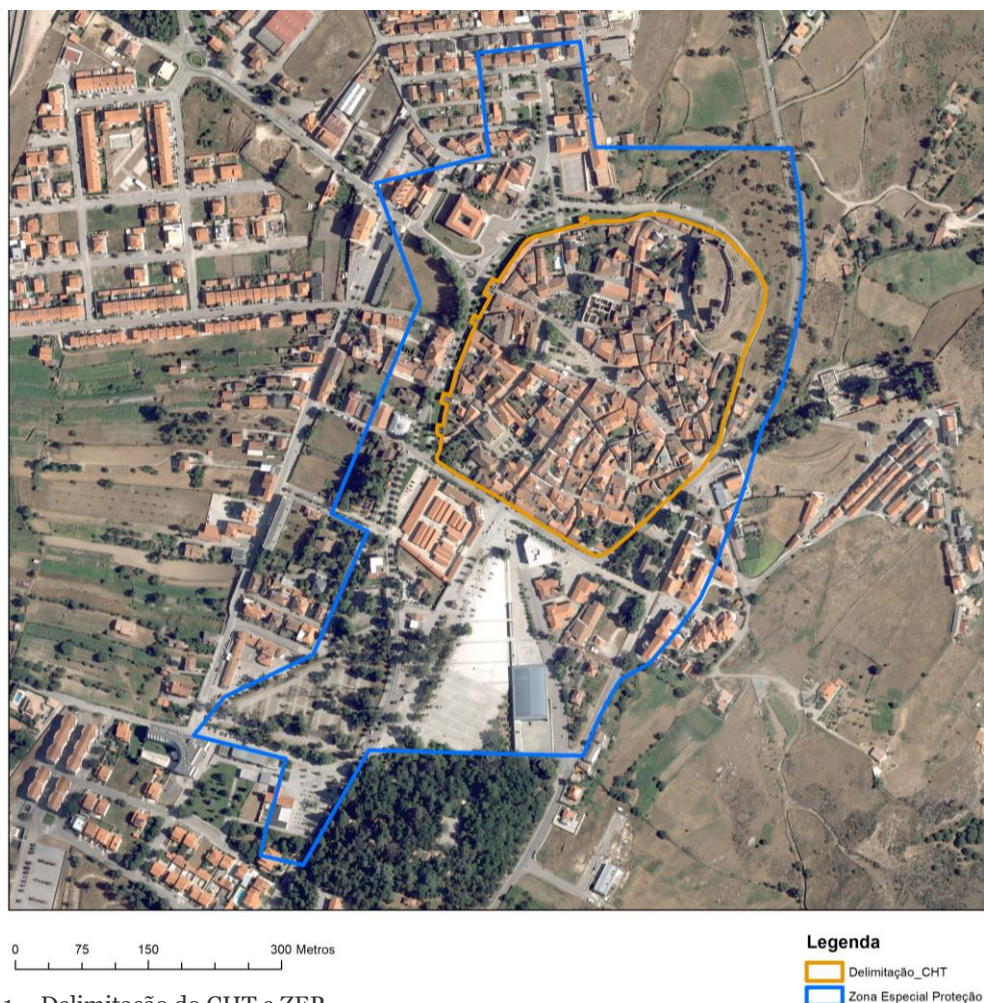 0 75 150 300 Metros
Legenda
Delimitação_CHT
Zona Especial Proteção
Delimitação do CHT e ZEP